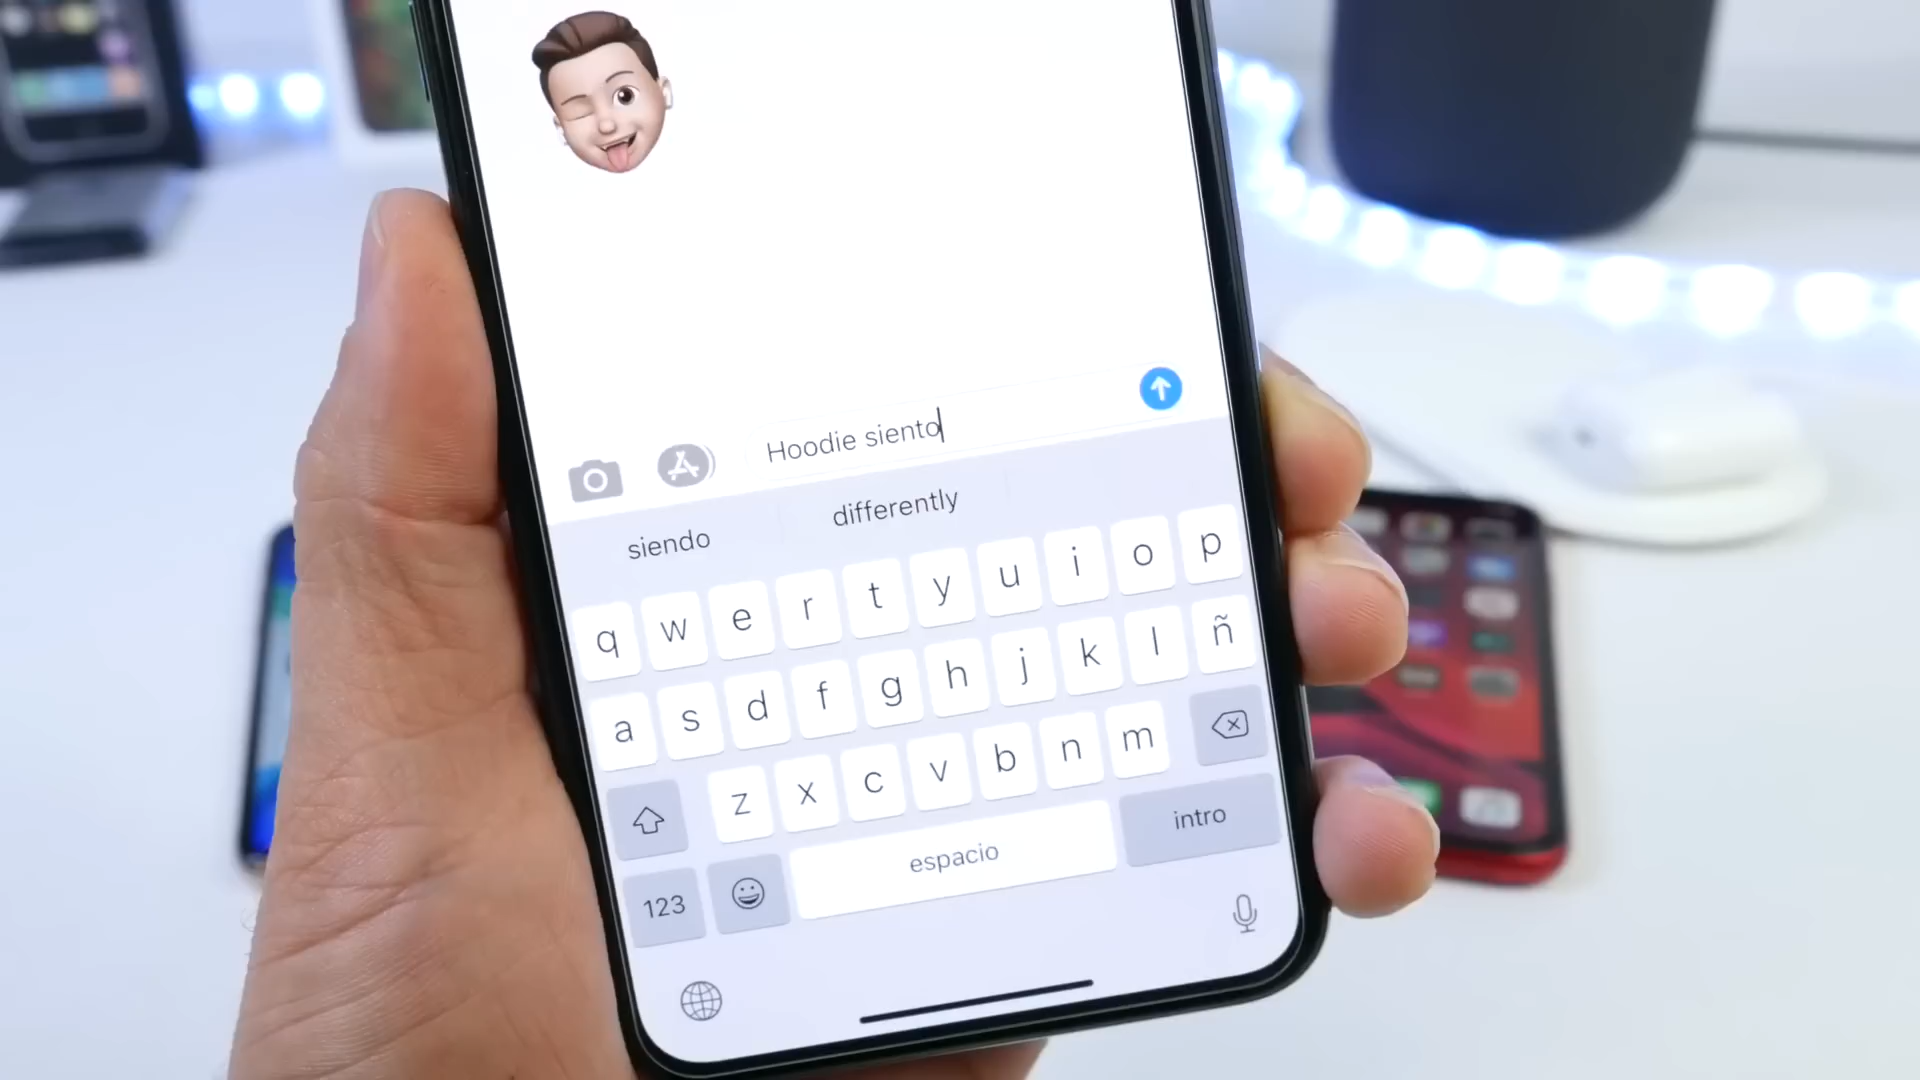 Hoodie siento
siendo differently
q w e r t y u i o p
a s d f g h j k l ñ
z x c v b n m
123 espacio intro